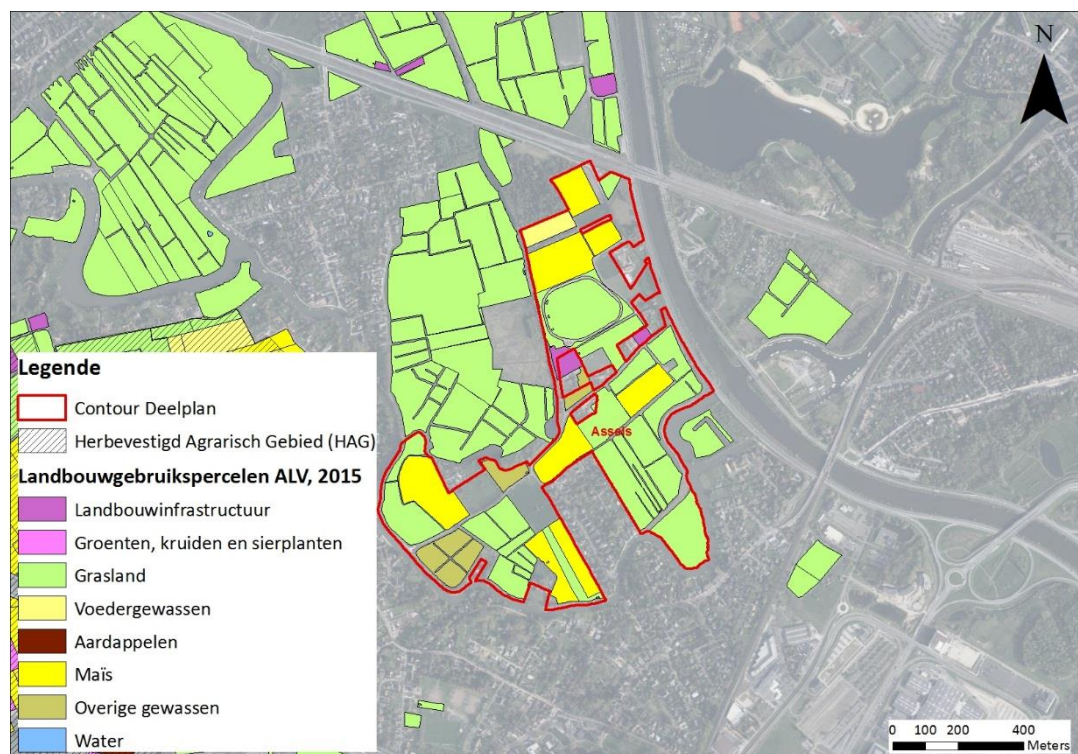 N
Assels
Legende
Contour Deelplan
Herbevestigd Agrarisch Gebied (HAG)
Landbouwgebruikspercelen ALV, 2015
Landbouwinfrastructuur
Groenten, kruiden en sierplanten
Grasland
Voedergewassen
Aardappelen
Maïs
Overige gewassen
Water
0 100 200 400
Meters